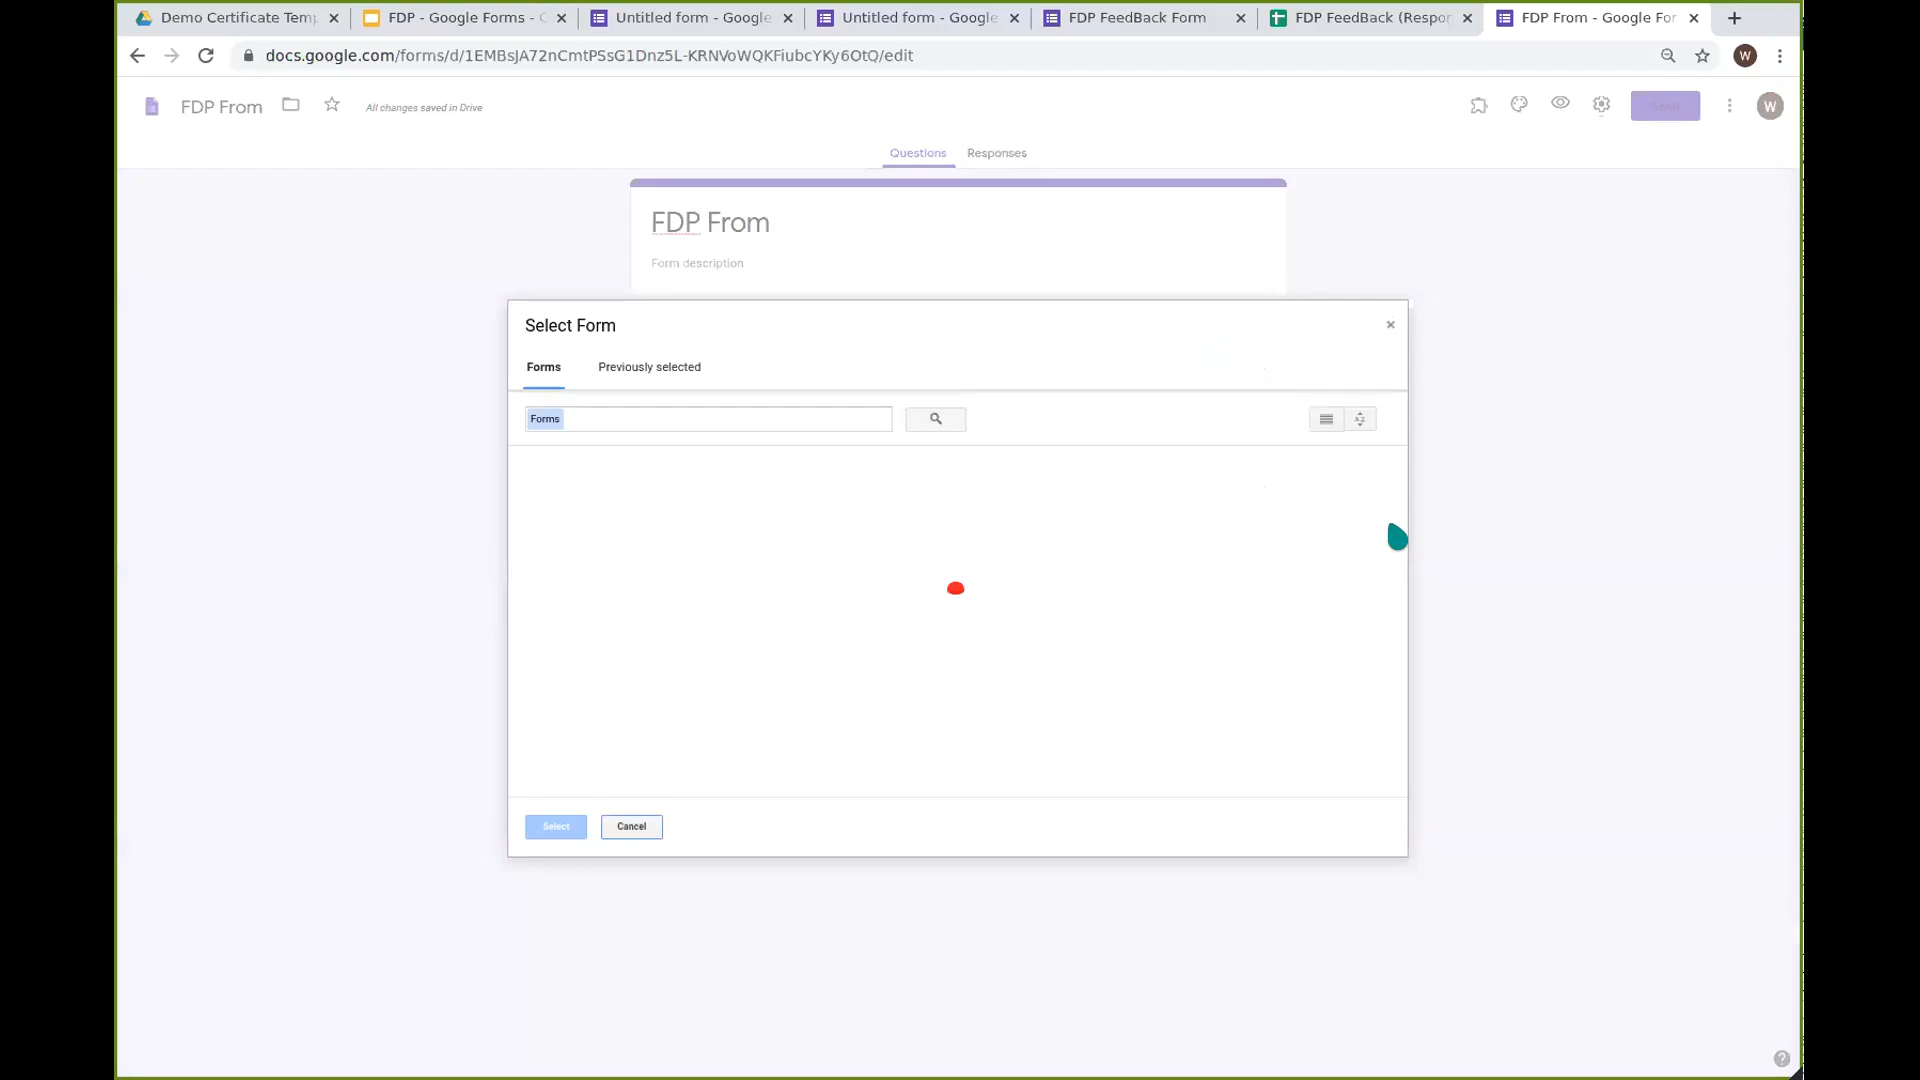 Demo Certificate Temp
FDP - Google Forms - G
Untitled form - Google
Untitled form - Google
FDP FeedBack Form
FDP FeedBack (Respor
FDP From - Google For
docs.google.com/forms/d/1EMBsJA72nCmtPSsG1Dnz5L-KRNVoWQKFiubcYKy6OtQ/edit
W
FDP From
All changes saved in Drive
Send
W
Questions
Responses
FDP From
Form description
Select Form
Forms
Previously selected
Forms
Select
Cancel